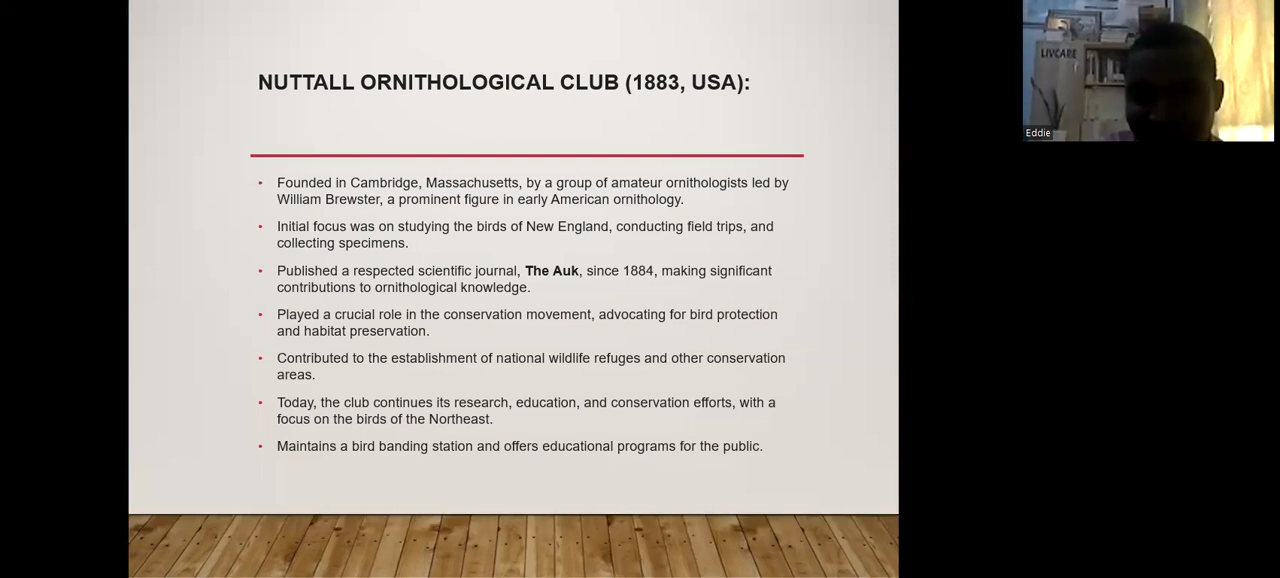 NUTTALL ORNITHOLOGICAL CLUB (1883, USA):
• Founded in Cambridge, Massachusetts, by a group of amateur ornithologists led by
William Brewster, a prominent figure in early American ornithology.
• Initial focus was on studying the birds of New England, conducting field trips, and
collecting specimens.
• Published a respected scientific journal, The Auk, since 1884, making significant
contributions to ornithological knowledge.
• Played a crucial role in the conservation movement, advocating for bird protection
and habitat preservation.
• Contributed to the establishment of national wildlife refuges and other conservation
areas.
• Today, the club continues its research, education, and conservation efforts, with a
focus on the birds of the Northeast.
• Maintains a bird banding station and offers educational programs for the public.
LIVCARE
Eddie